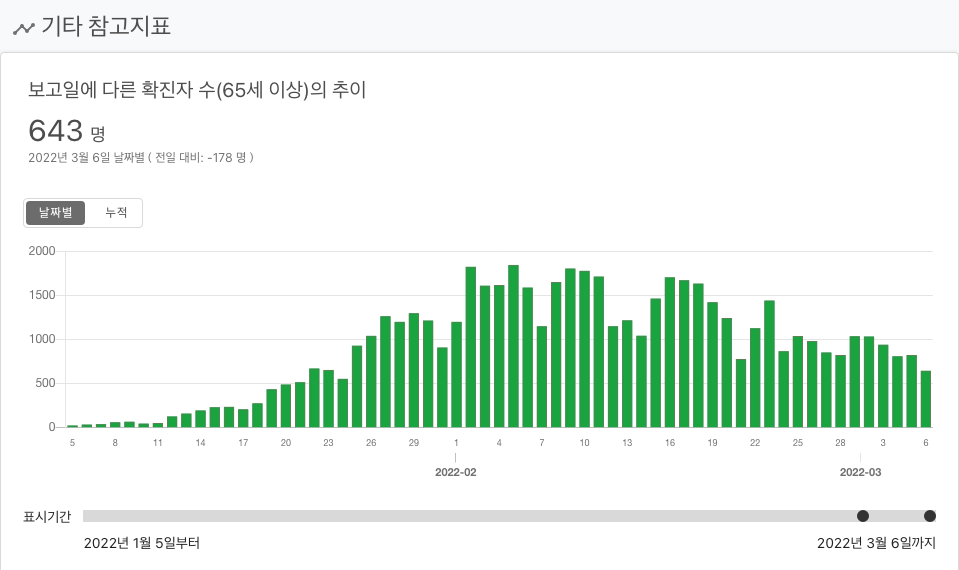 기타 참고지표
보고일에 다른 확진자 수(65세 이상)의 추이
643 명
2022년 3월 6일 날짜별 ( 전일 대비: -178 명 )
날짜별 누적
2000
1500
1000
500
0
5 8 11 14 17 20 23 26 29 1 4 7 10 13 16 19 22 25 28 3 6
2022-02 2022-03
표시기간
2022년 1월 5일부터 2022년 3월 6일까지